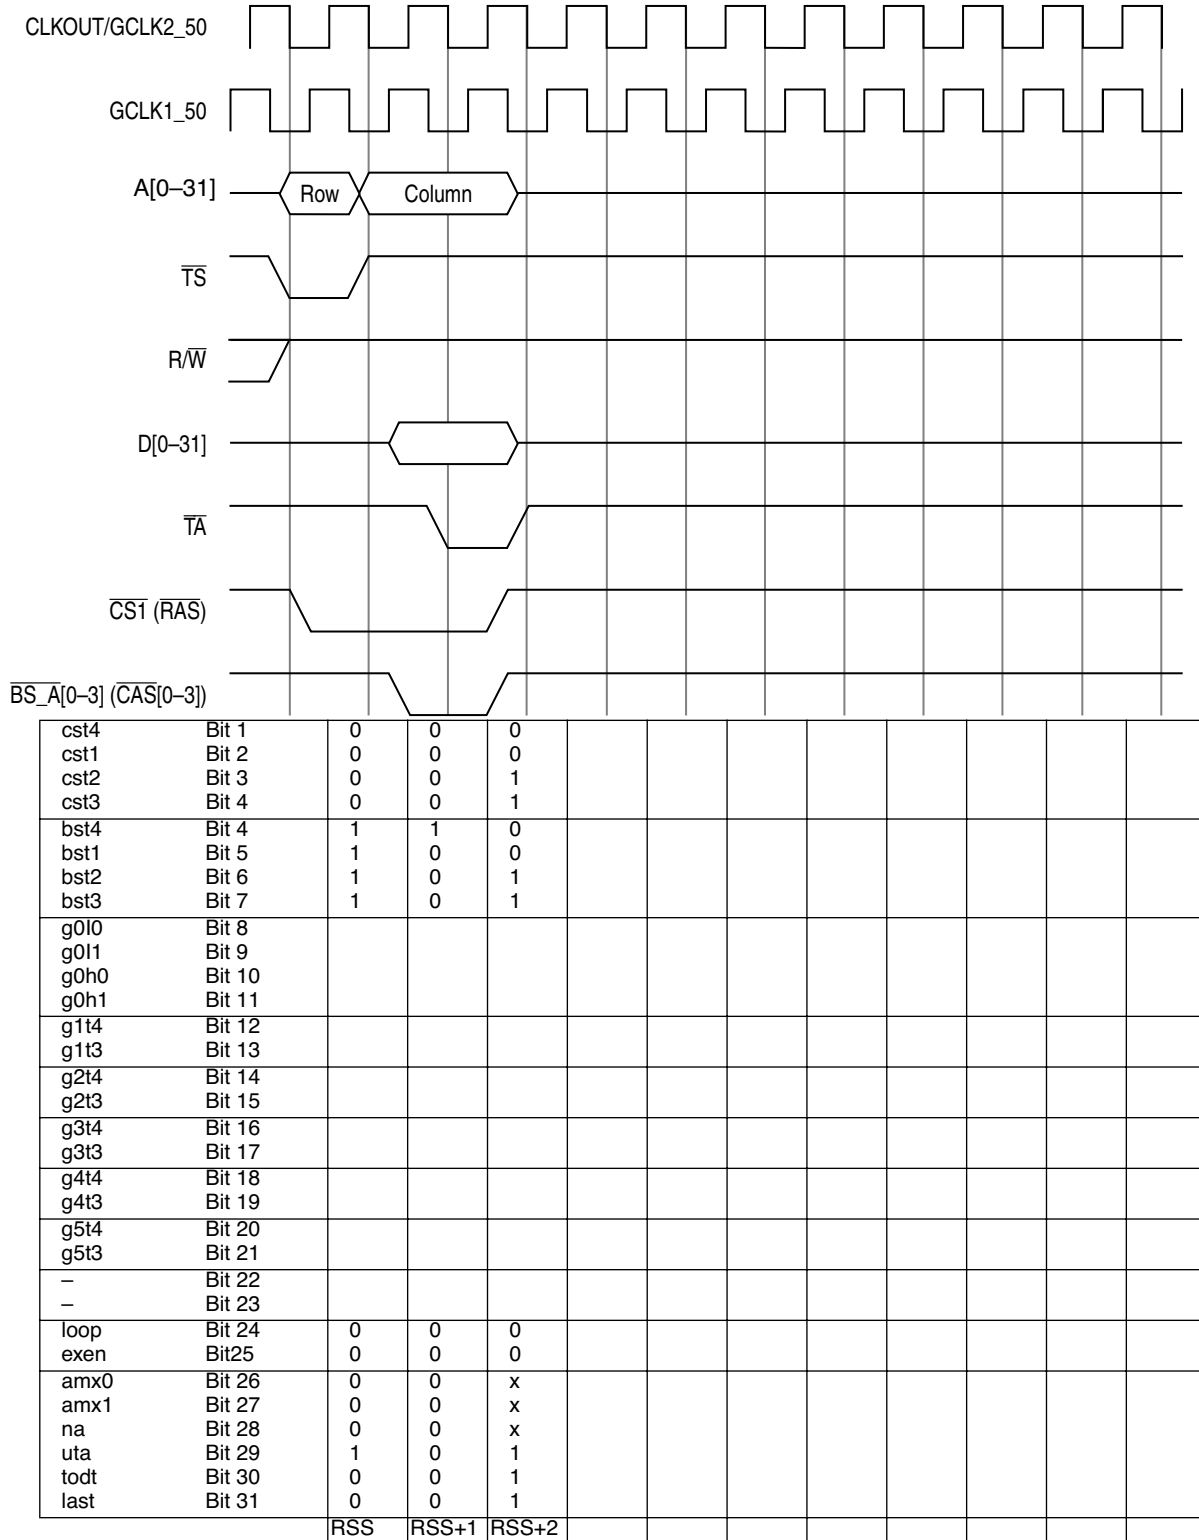 CLKOUT/GCLK2_50
GCLK1_50
A[0–31] Row Column
TS
R/W
D[0–31]
TA
CS1 (RAS)
BS_A[0–3] (CAS[0–3])
cst4 Bit 1 0 0 0
cst1 Bit 2 0 0 0
cst2 Bit 3 0 0 1
cst3 Bit 4 0 0 1
bst4 Bit 4 1 1 0
bst1 Bit 5 1 0 0
bst2 Bit 6 1 0 1
bst3 Bit 7 1 0 1
g0l0 Bit 8
g0l1 Bit 9
g0h0 Bit 10
g0h1 Bit 11
g1t4 Bit 12
g1t3 Bit 13
g2t4 Bit 14
g2t3 Bit 15
g3t4 Bit 16
g3t3 Bit 17
g4t4 Bit 18
g4t3 Bit 19
g5t4 Bit 20
g5t3 Bit 21
– Bit 22
– Bit 23
loop Bit 24 0 0 0
exen Bit25 0 0 0
amx0 Bit 26 0 0 x
amx1 Bit 27 0 0 x
na Bit 28 0 0 x
uta Bit 29 1 0 1
todt Bit 30 0 0 1
last Bit 31 0 0 1
RSS RSS+1 RSS+2